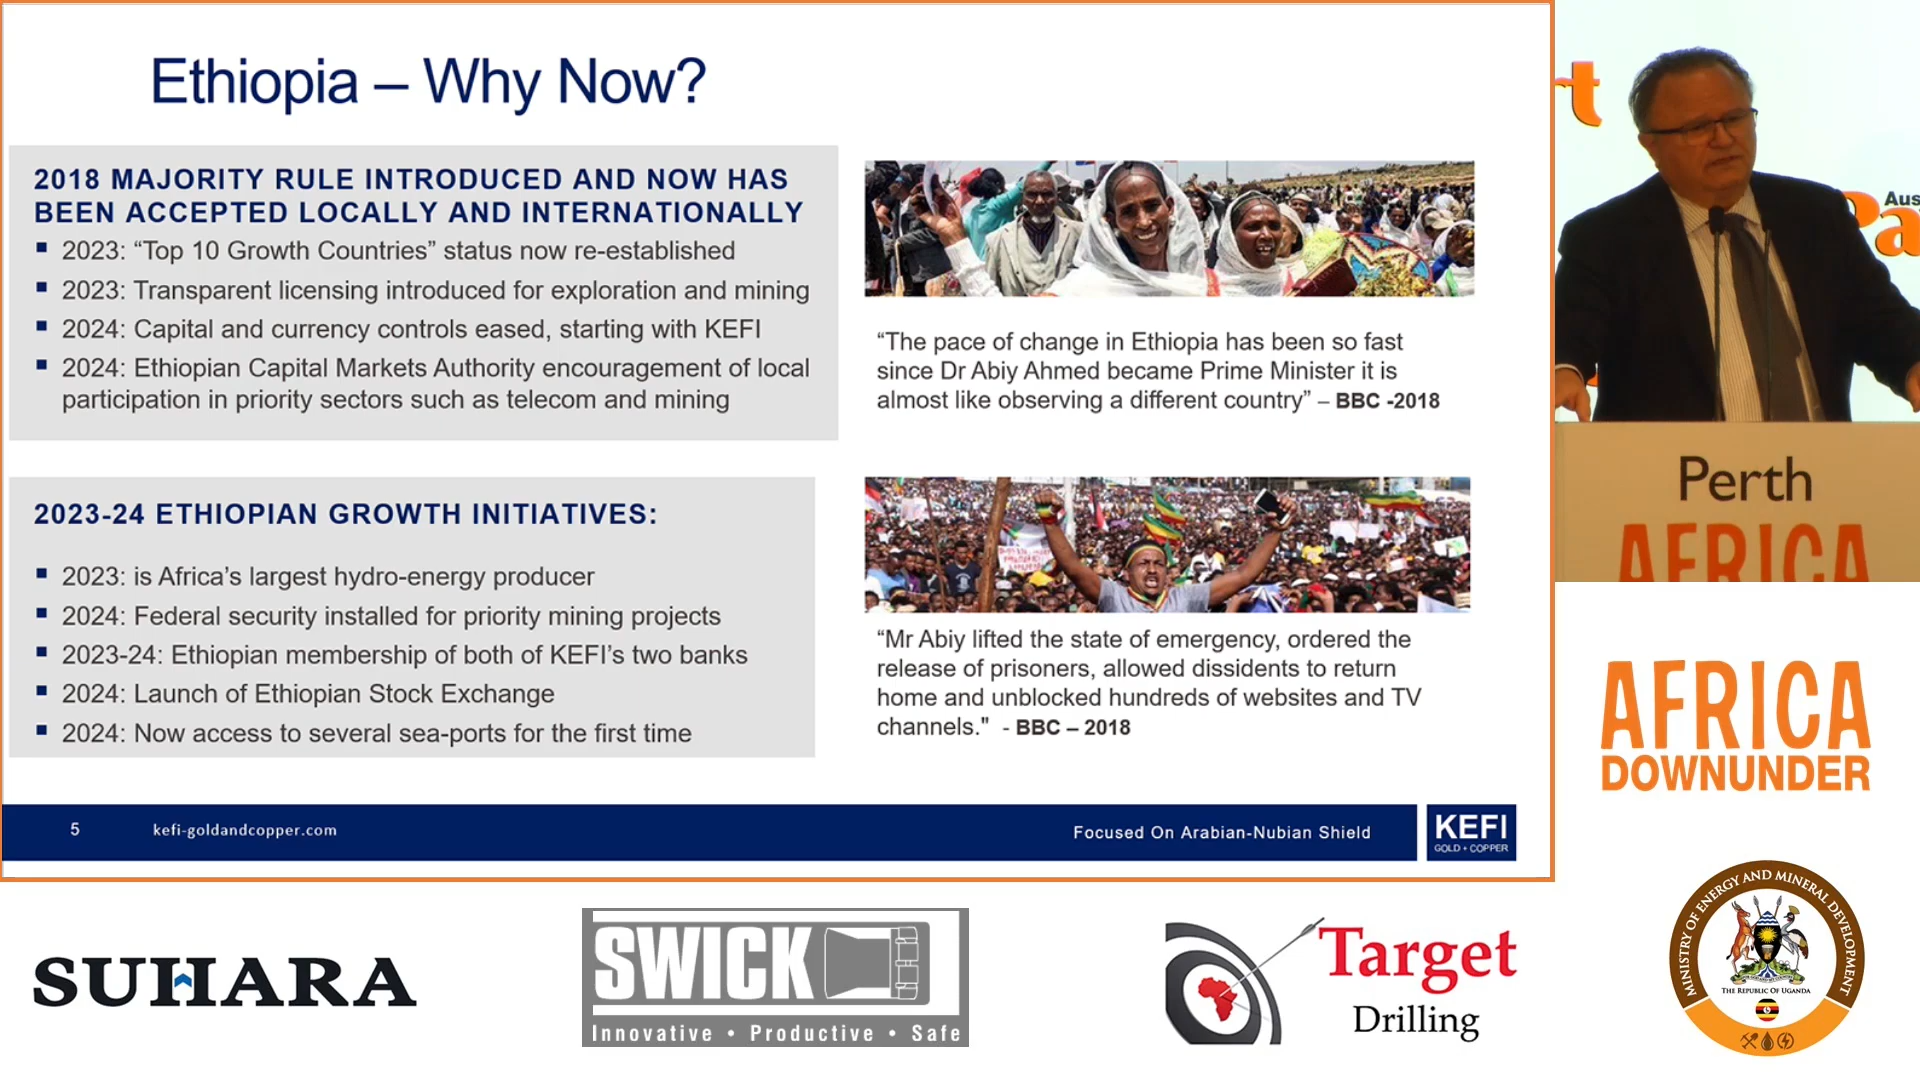 Ethiopia – Why Now?
2018 MAJORITY RULE INTRODUCED AND NOW HAS
BEEN ACCEPTED LOCALLY AND INTERNATIONALLY
▪ 2023: “Top 10 Growth Countries” status now re-established
▪ 2023: Transparent licensing introduced for exploration and mining
▪ 2024: Capital and currency controls eased, starting with KEFI
▪ 2024: Ethiopian Capital Markets Authority encouragement of local
participation in priority sectors such as telecom and mining
“The pace of change in Ethiopia has been so fast
since Dr Abiy Ahmed became Prime Minister it is
almost like observing a different country” – BBC -2018
2023-24 ETHIOPIAN GROWTH INITIATIVES:
▪ 2023: is Africa’s largest hydro-energy producer
▪ 2024: Federal security installed for priority mining projects
▪ 2023-24: Ethiopian membership of both of KEFI’s two banks
▪ 2024: Launch of Ethiopian Stock Exchange
▪ 2024: Now access to several sea-ports for the first time
“Mr Abiy lifted the state of emergency, ordered the
release of prisoners, allowed dissidents to return
home and unblocked hundreds of websites and TV
channels." - BBC – 2018
5
kefi-goldandcopper.com
Focused On Arabian-Nubian Shield
KEFI
GOLD + COPPER
rt
Aus
Pa
Perth
AFRICA
AFRICA
DOWNUNDER
SUHARA
SWICK
Innovative • Productive • Safe
Target
Drilling
MINISTRY OF ENERGY AND MINERAL DEVELOPMENT
THE REPUBLIC OF UGANDA